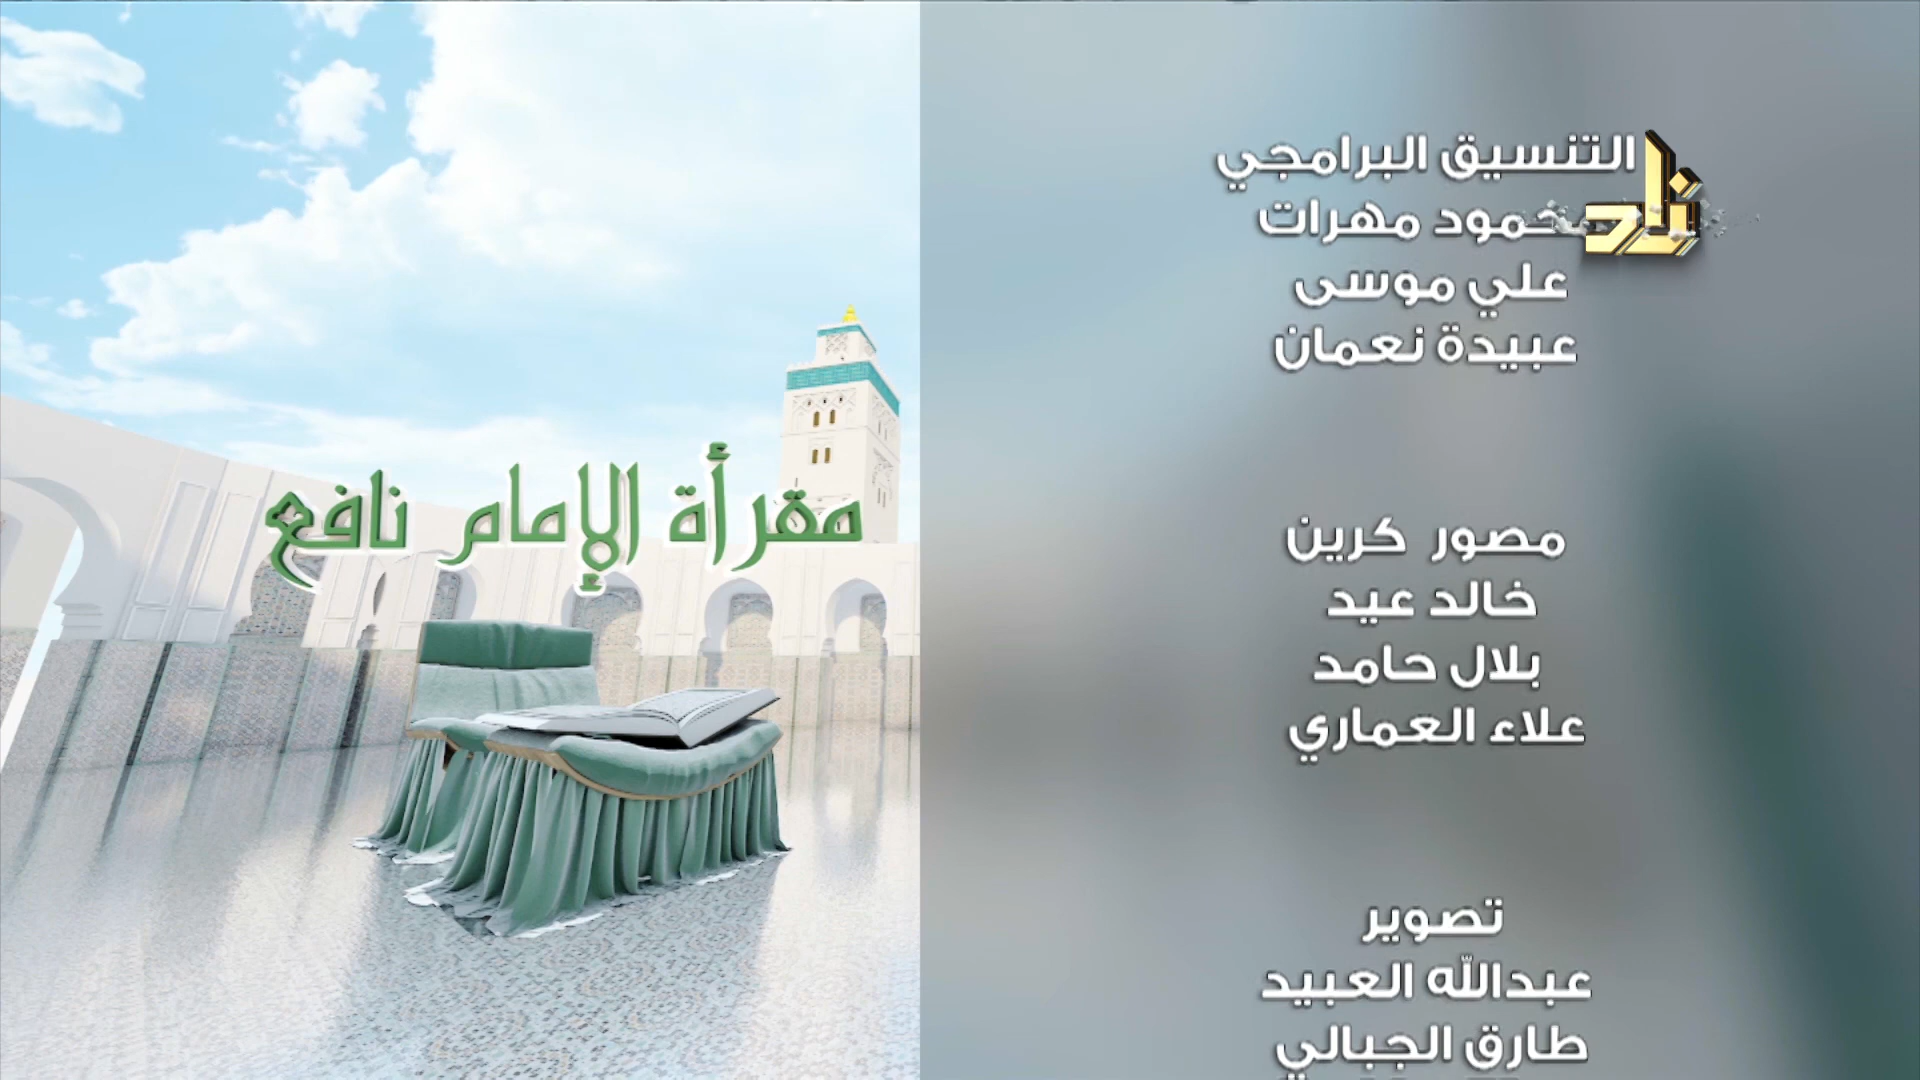 مقرأة الإمام نافع
التنسيق البرامجي
مهرات
علي موسى
عبيدة نعمان
مصور كرين
خالد عيد
بلال حامد
علاء العماري
تصوير
عبدالله العبيد
طارق الجبالي